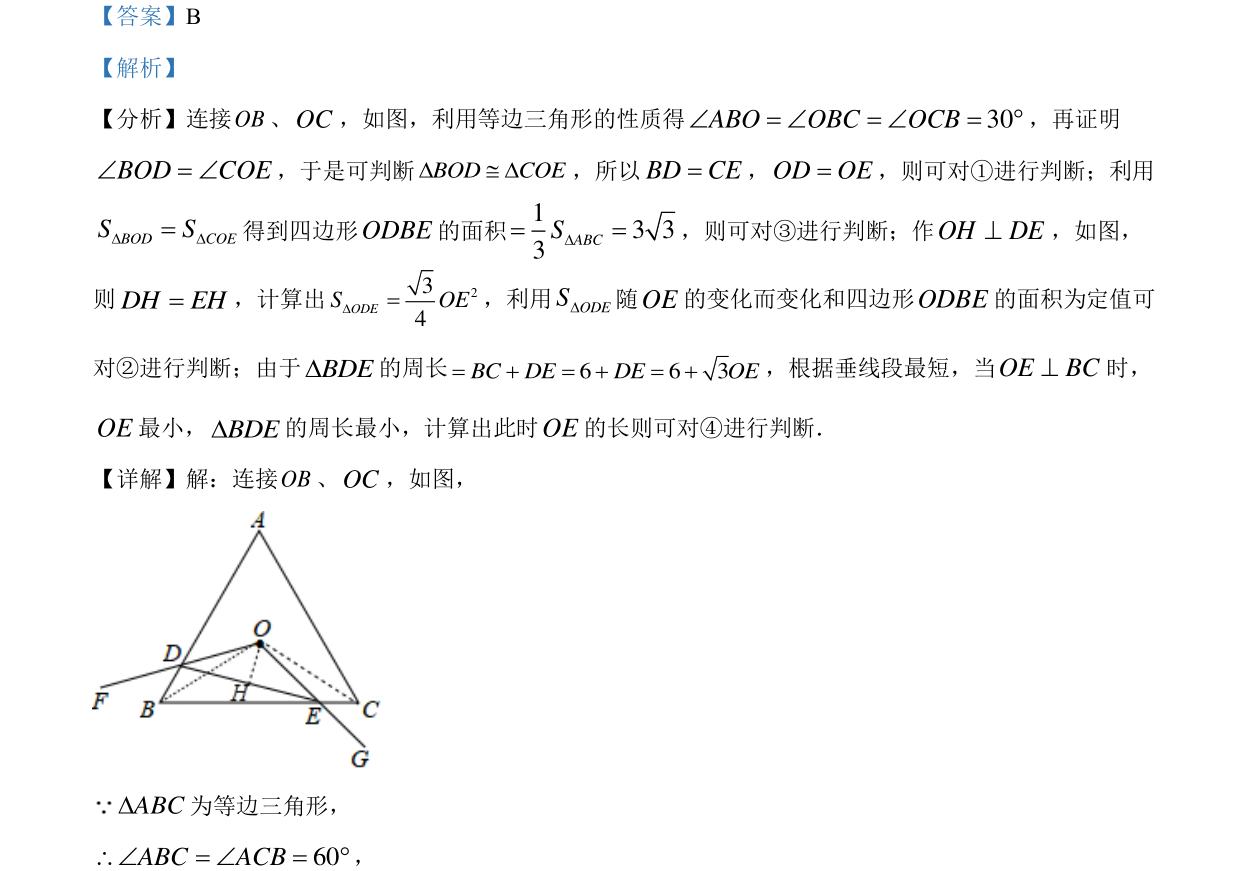 【答案】B
【解析】
【分析】连接OB、OC，如图，利用等边三角形的性质得∠ABO=∠OBC=∠OCB=30°，再证明
∠BOD=∠COE，于是可判断ΔBOD≌ΔCOE，所以BD=CE，OD=OE，则可对①进行判断；利用
S_{ΔBOD}=S_{ΔCOE}得到四边形ODBE的面积=\frac{1}{3}S_{ΔABC}=3\sqrt{3}，则可对③进行判断；作OH⊥DE，如图，
则DH=EH，计算出S_{ΔODE}=\frac{\sqrt{3}}{4}OE^2，利用S_{ΔODE}随OE的变化而变化和四边形ODBE的面积为定值可
对②进行判断；由于ΔBDE的周长=BC+DE=6+DE=6+\sqrt{3}OE，根据垂线段最短，当OE⊥BC时，
OE最小，ΔBDE的周长最小，计算出此时OE的长则可对④进行判断．
【详解】解：连接OB、OC，如图，
A
O
D
F
B
H
E
C
G
∵ΔABC为等边三角形，
∴∠ABC=∠ACB=60°，